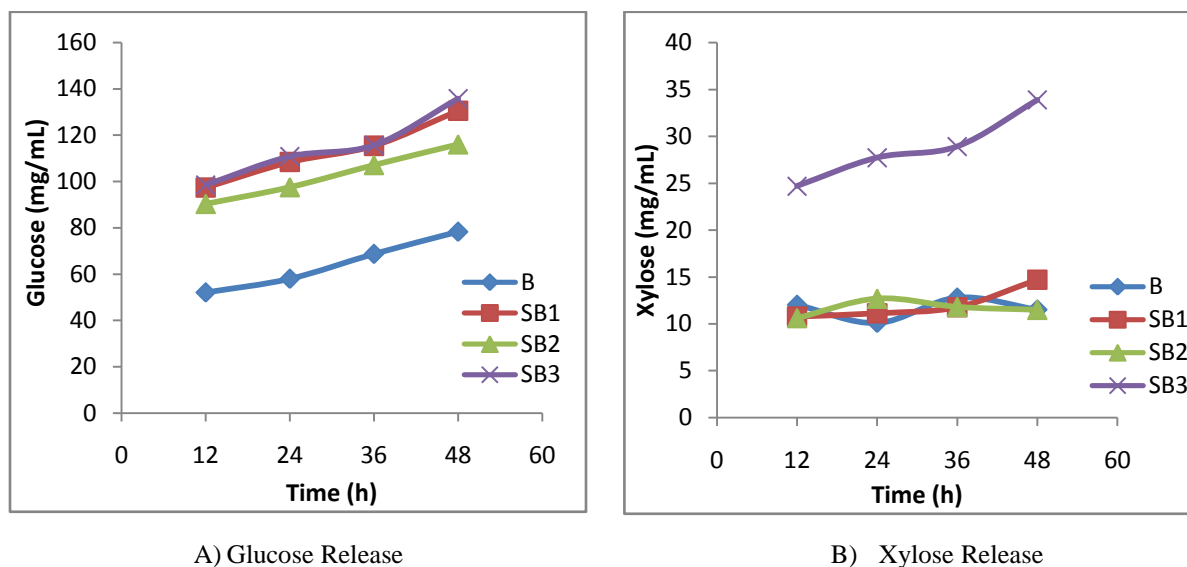 160
140
120
100
80
60
40
20
0
Glucose (mg/mL)
0 12 24 36 48 60
Time (h)
B
SB1
SB2
SB3
A) Glucose Release
40
35
30
25
20
15
10
5
0
Xylose (mg/mL)
0 12 24 36 48 60
Time (h)
B
SB1
SB2
SB3
B) Xylose Release